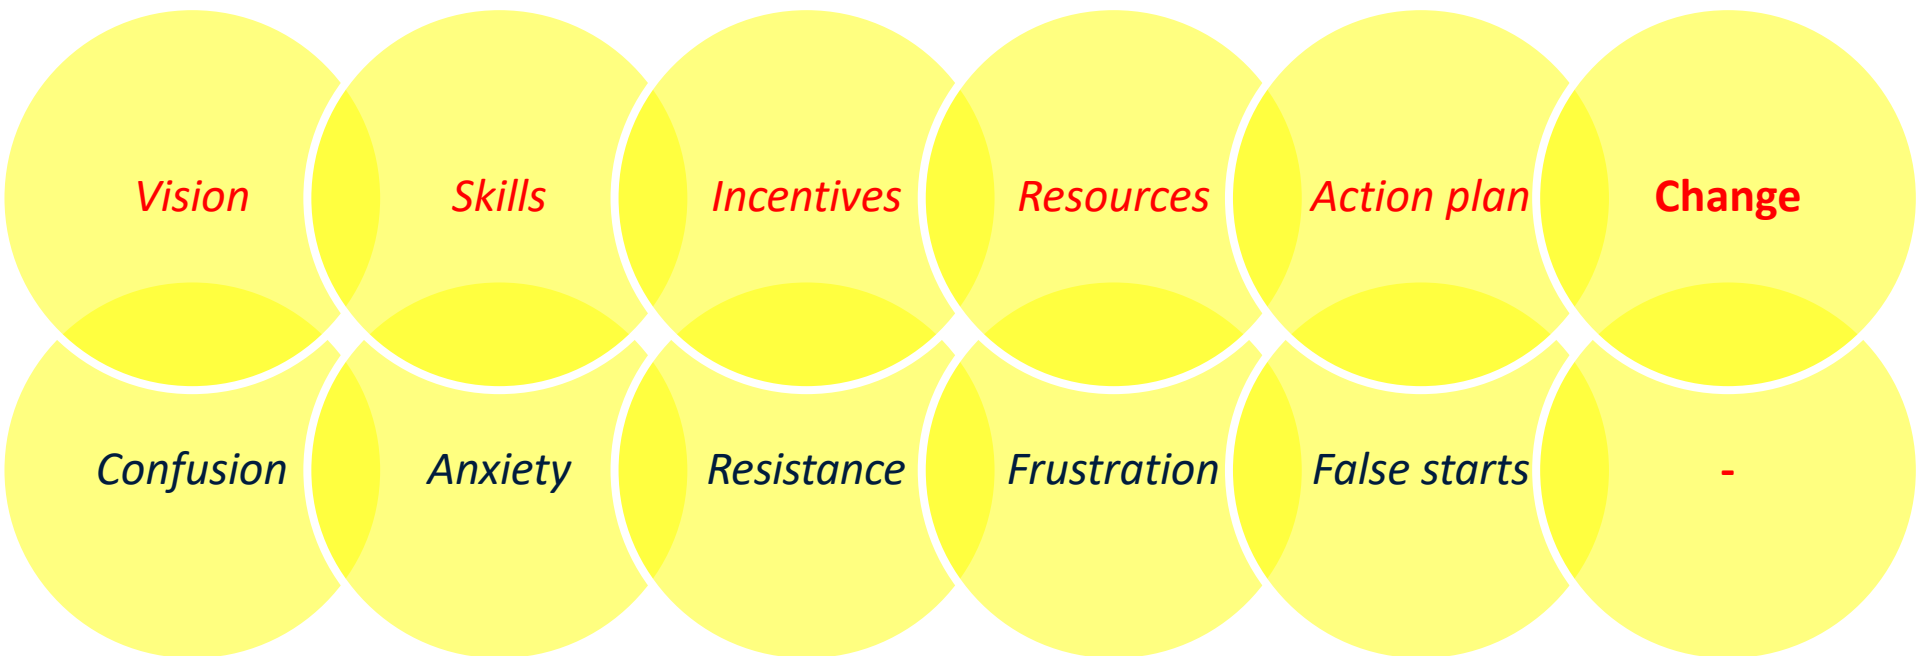 Vision Skills Incentives Resources Action plan Change
Confusion Anxiety Resistance Frustration False starts -